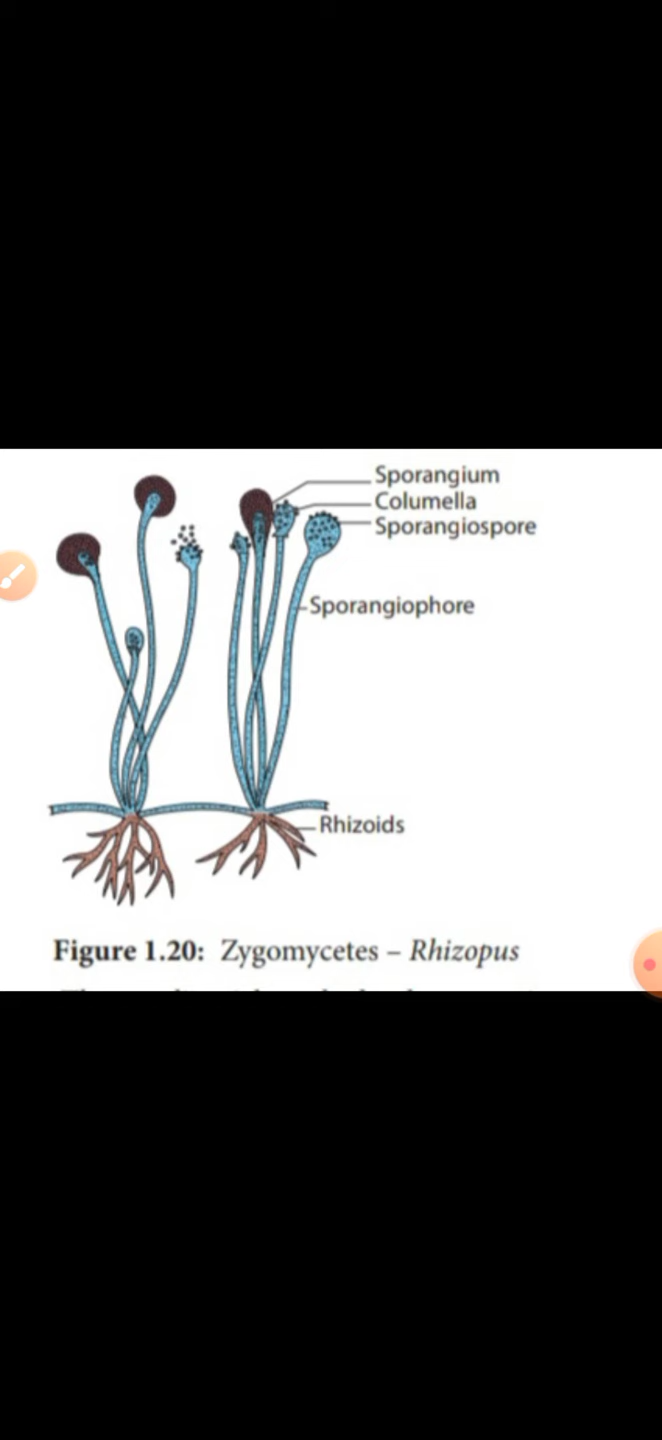 Sporangium
Columella
Sporangiospore
Sporangiophore
Rhizoids
Figure 1.20: Zygomycetes – Rhizopus